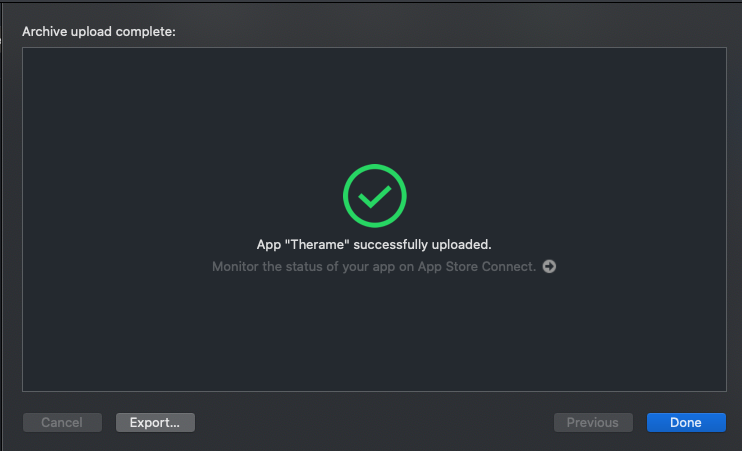 Archive upload complete:
App "Therame" successfully uploaded.
Monitor the status of your app on App Store Connect.
Cancel
Export...
Previous
Done